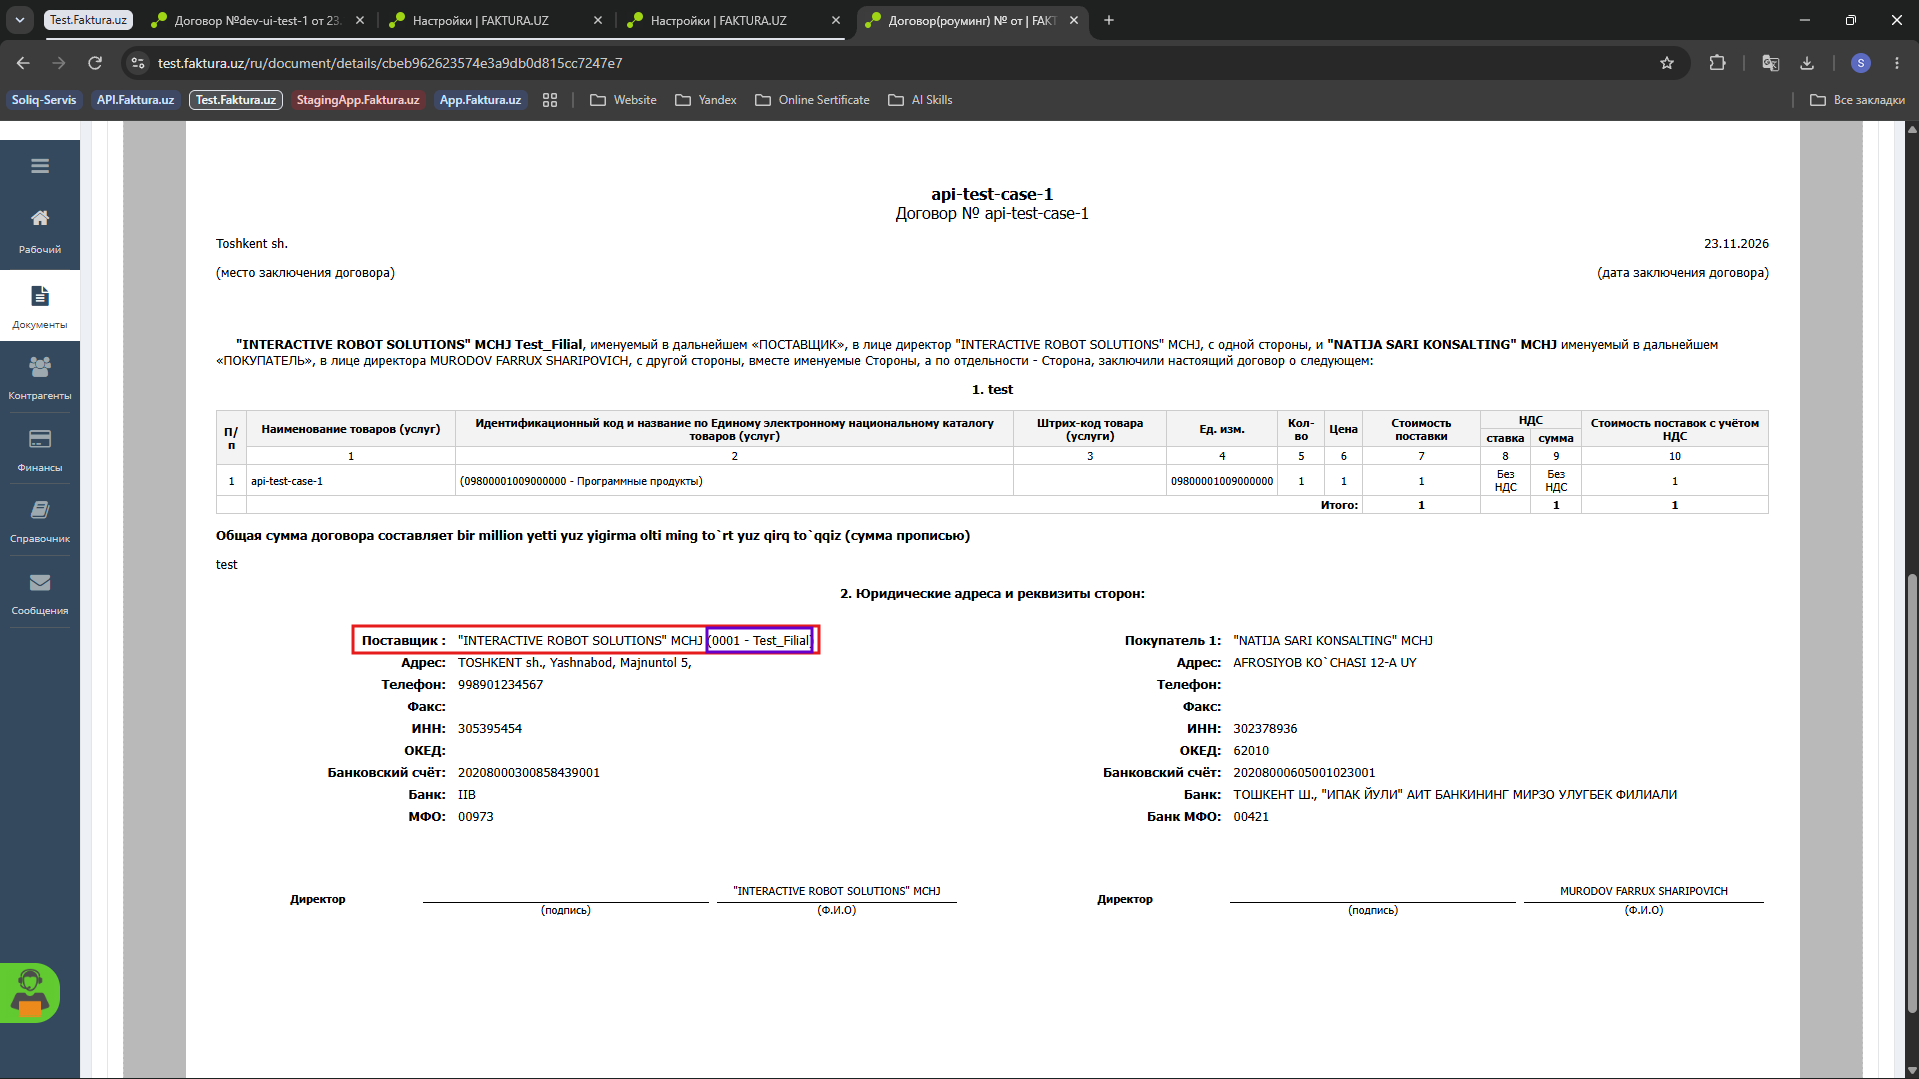 Test.Faktura.uz
Договор №dev-ui-test-1 от 23.
Настройки | FAKTURA.UZ
Настройки | FAKTURA.UZ
Договор(роуминг) № от | FAKT
test.faktura.uz/ru/document/details/cbeb962623574e3a9db0d815cc7247e7
S
Soliq-Servis
API.Faktura.uz
Test.Faktura.uz
StagingApp.Faktura.uz
App.Faktura.uz
Website
Yandex
Online Sertificate
AI Skills
Все закладки
Рабочий
Документы
Контрагенты
Финансы
Справочник
Сообщения
api-test-case-1
Договор № api-test-case-1
Toshkent sh.
23.11.2026
(место заключения договора)
(дата заключения договора)
"INTERACTIVE ROBOT SOLUTIONS" MCHJ Test_Filial, именуемый в дальнейшем «ПОСТАВЩИК», в лице директор "INTERACTIVE ROBOT SOLUTIONS" MCHJ, с одной стороны, и "NATIJA SARI KONSALTING" MCHJ именуемый в дальнейшем
«ПОКУПАТЕЛЬ», в лице директора MURODOV FARRUX SHARIPOVICH, с другой стороны, вместе именуемые Стороны, а по отдельности - Сторона, заключили настоящий договор о следующем:
1. test
П/п
Наименование товаров (услуг)
Идентификационный код и название по Единому электронному национальному каталогу товаров (услуг)
Штрих-код товара (услуги)
Ед. изм.
Кол-во
Цена
Стоимость поставки
НДС
ставка
сумма
Стоимость поставок с учётом НДС
1 2 3 4 5 6 7 8 9 10
1 api-test-case-1 (09800001009000000 - Программные продукты) 09800001009000000 1 1 1 Без НДС Без НДС 1
Итого: 1 1 1
Общая сумма договора составляет bir million yetti yuz yigirma olti ming to`rt yuz qirq to`qqiz (сумма прописью)
test
2. Юридические адреса и реквизиты сторон:
Поставщик : "INTERACTIVE ROBOT SOLUTIONS" MCHJ (0001 - Test_Filial)
Адрес: TOSHKENT sh., Yashnabod, Majnuntol 5,
Телефон: 998901234567
Факс:
ИНН: 305395454
ОКЕД:
Банковский счёт: 20208000300858439001
Банк: IIB
МФО: 00973
Покупатель 1: "NATIJA SARI KONSALTING" MCHJ
Адрес: AFROSIYOB KO`CHASI 12-A UY
Телефон:
Факс:
ИНН: 302378936
ОКЕД: 62010
Банковский счёт: 20208000605001023001
Банк: ТОШКЕНТ Ш., "ИПАК ЙУЛИ" АИТ БАНКИНИНГ МИРЗО УЛУГБЕК ФИЛИАЛИ
Банк МФО: 00421
Директор
"INTERACTIVE ROBOT SOLUTIONS" MCHJ
(подпись)
(Ф.И.О)
Директор
MURODOV FARRUX SHARIPOVICH
(подпись)
(Ф.И.О)